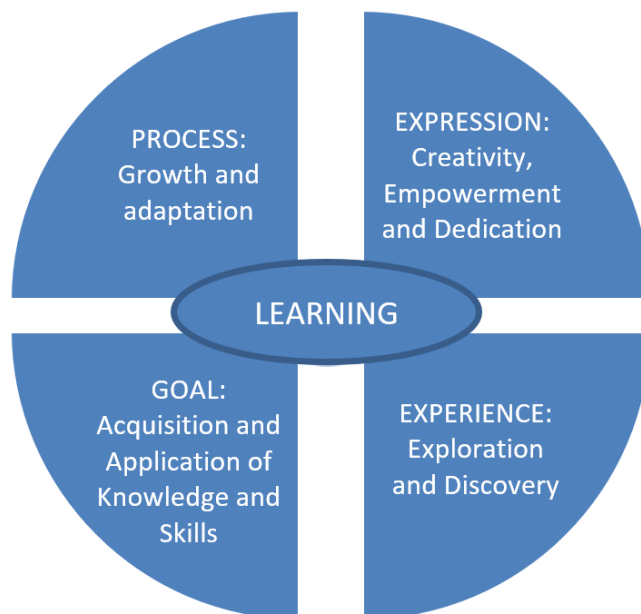 PROCESS:
Growth and
adaptation
EXPRESSION:
Creativity,
Empowerment
and Dedication
LEARNING
GOAL:
Acquisition and
Application of
Knowledge and
Skills
EXPERIENCE:
Exploration
and Discovery